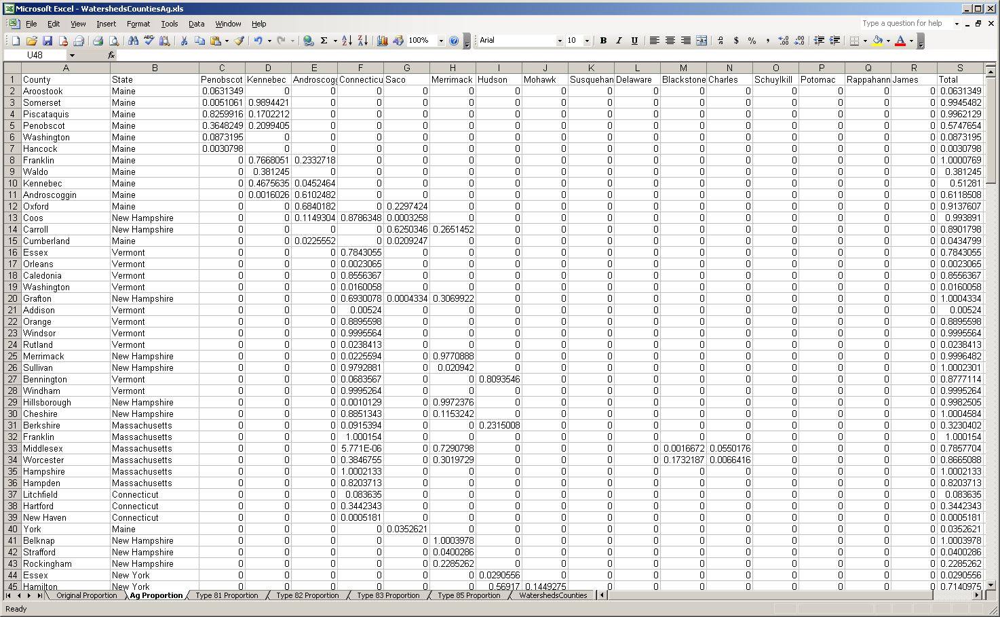 Microsoft Excel - WatershedsCountiesAg.xls
File Edit View Insert Format Tools Data Window Help Type a question for help
100% Arial 10 B I U $ % ,
U48 fx
A B C D E F G H I J K L M N O P Q R S
1 County State Penobscot Kennebec Androscogg Connecticu Saco Merrimack Hudson Mohawk Susquehan Delaware Blackstone Charles Schuylkill Potomac Rappahann James Total
2 Aroostook Maine 0.0631349 0 0 0 0 0 0 0 0 0 0 0 0 0 0 0 0.0631349
3 Somerset Maine 0.0051061 0.9894421 0 0 0 0 0 0 0 0 0 0 0 0 0 0 0.9945482
4 Piscataquis Maine 0.8259916 0.1702212 0 0 0 0 0 0 0 0 0 0 0 0 0 0 0.9962129
5 Penobscot Maine 0.3648249 0.2099405 0 0 0 0 0 0 0 0 0 0 0 0 0 0 0.5747654
6 Washington Maine 0.0873195 0 0 0 0 0 0 0 0 0 0 0 0 0 0 0 0.0873195
7 Hancock Maine 0.0030798 0 0 0 0 0 0 0 0 0 0 0 0 0 0 0 0.0030798
8 Franklin Maine 0 0.7668051 0.2332718 0 0 0 0 0 0 0 0 0 0 0 0 0 1.0000769
9 Waldo Maine 0 0.381245 0 0 0 0 0 0 0 0 0 0 0 0 0 0 0.381245
10 Kennebec Maine 0 0.4675635 0.0452464 0 0 0 0 0 0 0 0 0 0 0 0 0 0.51281
11 Androscoggin Maine 0 0.0016026 0.6102482 0 0 0 0 0 0 0 0 0 0 0 0 0 0.6118508
12 Oxford Maine 0 0 0.6840182 0 0.2297424 0 0 0 0 0 0 0 0 0 0 0 0.9137607
13 Coos New Hampshire 0 0 0.1149304 0.8786348 0.0003258 0 0 0 0 0 0 0 0 0 0 0 0.993891
14 Carroll New Hampshire 0 0 0 0 0.6250346 0.2651452 0 0 0 0 0 0 0 0 0 0 0.8901798
15 Cumberland Maine 0 0 0.0225552 0 0.0209247 0 0 0 0 0 0 0 0 0 0 0 0.0434799
16 Essex Vermont 0 0 0 0.7843055 0 0 0 0 0 0 0 0 0 0 0 0 0.7843055
17 Orleans Vermont 0 0 0 0.0023065 0 0 0 0 0 0 0 0 0 0 0 0 0.0023065
18 Caledonia Vermont 0 0 0 0.8556367 0 0 0 0 0 0 0 0 0 0 0 0 0.8556367
19 Washington Vermont 0 0 0 0.0160058 0 0 0 0 0 0 0 0 0 0 0 0 0.0160058
20 Grafton New Hampshire 0 0 0 0.6930078 0.0004334 0.3069922 0 0 0 0 0 0 0 0 0 0 1.0004334
21 Addison Vermont 0 0 0 0.00524 0 0 0 0 0 0 0 0 0 0 0 0 0.00524
22 Orange Vermont 0 0 0 0.8895598 0 0 0 0 0 0 0 0 0 0 0 0 0.8895598
23 Windsor Vermont 0 0 0 0.9995564 0 0 0 0 0 0 0 0 0 0 0 0 0.9995564
24 Rutland Vermont 0 0 0 0.0238413 0 0 0 0 0 0 0 0 0 0 0 0 0.0238413
25 Merrimack New Hampshire 0 0 0 0.0225594 0 0.9770888 0 0 0 0 0 0 0 0 0 0 0.9996482
26 Sullivan New Hampshire 0 0 0 0.9792881 0 0.020942 0 0 0 0 0 0 0 0 0 0 1.0002301
27 Bennington Vermont 0 0 0 0.0683567 0 0 0.8093546 0 0 0 0 0 0 0 0 0 0.8777114
28 Windham Vermont 0 0 0 0.9995264 0 0 0 0 0 0 0 0 0 0 0 0 0.9995264
29 Hillsborough New Hampshire 0 0 0 0.0010129 0 0.9972376 0 0 0 0 0 0 0 0 0 0 0.9982505
30 Cheshire New Hampshire 0 0 0 0.8851343 0 0.1153242 0 0 0 0 0 0 0 0 0 0 1.0004584
31 Berkshire Massachusetts 0 0 0 0.0915394 0 0 0.2315008 0 0 0 0 0 0 0 0 0 0.3230402
32 Franklin Massachusetts 0 0 0 1.000154 0 0 0 0 0 0 0 0 0 0 0 0 1.000154
33 Middlesex Massachusetts 0 0 0 5.771E-06 0 0.7290798 0 0 0 0 0.0016672 0.0550176 0 0 0 0 0.7857704
34 Worcester Massachusetts 0 0 0 0.3846755 0 0.3019729 0 0 0 0 0.1732187 0.0066416 0 0 0 0 0.8665088
35 Hampshire Massachusetts 0 0 0 1.0002133 0 0 0 0 0 0 0 0 0 0 0 0 1.0002133
36 Hampden Massachusetts 0 0 0 0.8203713 0 0 0 0 0 0 0 0 0 0 0 0 0.8203713
37 Litchfield Connecticut 0 0 0 0.083635 0 0 0 0 0 0 0 0 0 0 0 0 0.083635
38 Hartford Connecticut 0 0 0 0.3442343 0 0 0 0 0 0 0 0 0 0 0 0 0.3442343
39 New Haven Connecticut 0 0 0 0.0005181 0 0 0 0 0 0 0 0 0 0 0 0 0.0005181
40 York Maine 0 0 0 0 0.0352621 0 0 0 0 0 0 0 0 0 0 0 0.0352621
41 Belknap New Hampshire 0 0 0 0 0 1.0003978 0 0 0 0 0 0 0 0 0 0 1.0003978
42 Strafford New Hampshire 0 0 0 0 0 0.0400286 0 0 0 0 0 0 0 0 0 0 0.0400286
43 Rockingham New Hampshire 0 0 0 0 0 0.2285262 0 0 0 0 0 0 0 0 0 0 0.2285262
44 Essex New York 0 0 0 0 0 0 0.0290556 0 0 0 0 0 0 0 0 0 0.0290556
45 Hamilton New York 0 0 0 0 0 0 0.56917 0.1449275 0 0 0 0 0 0 0 0 0.7140975
Original Proportion Ag Proportion Type 81 Proportion Type 82 Proportion Type 83 Proportion Type 85 Proportion WatershedsCounties
Ready